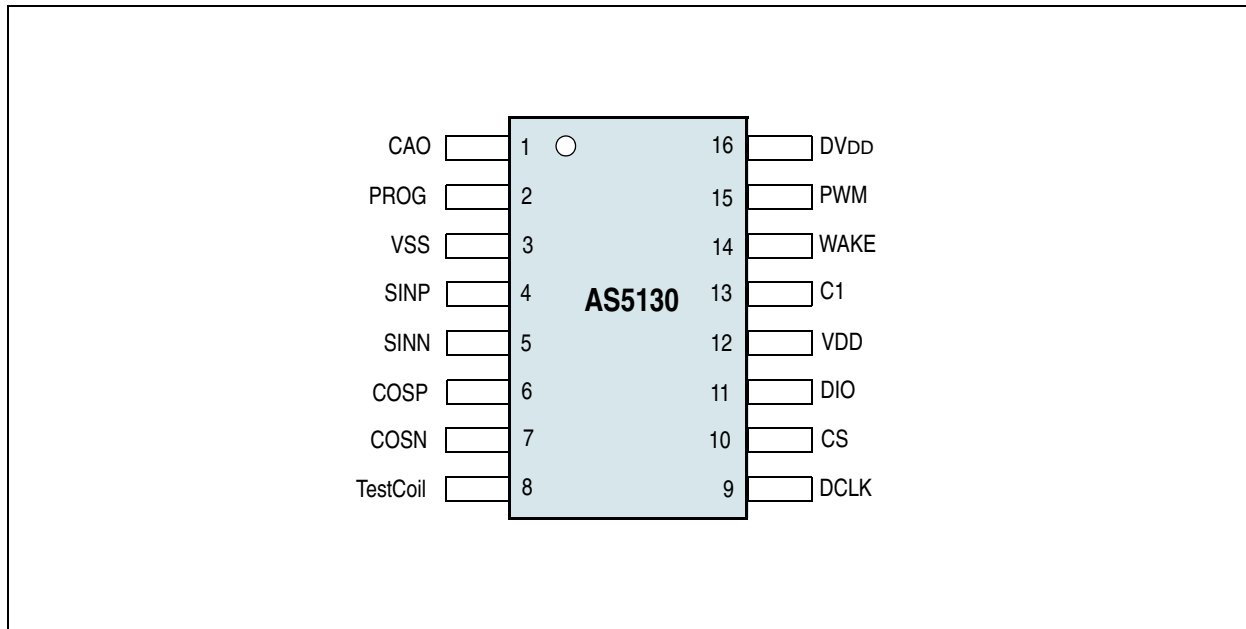 CAO 1 16 DVDD
PROG 2 15 PWM
VSS 3 14 WAKE
SINP 4 AS5130 13 C1
SINN 5 12 VDD
COSP 6 11 DIO
COSN 7 10 CS
TestCoil 8 9 DCLK